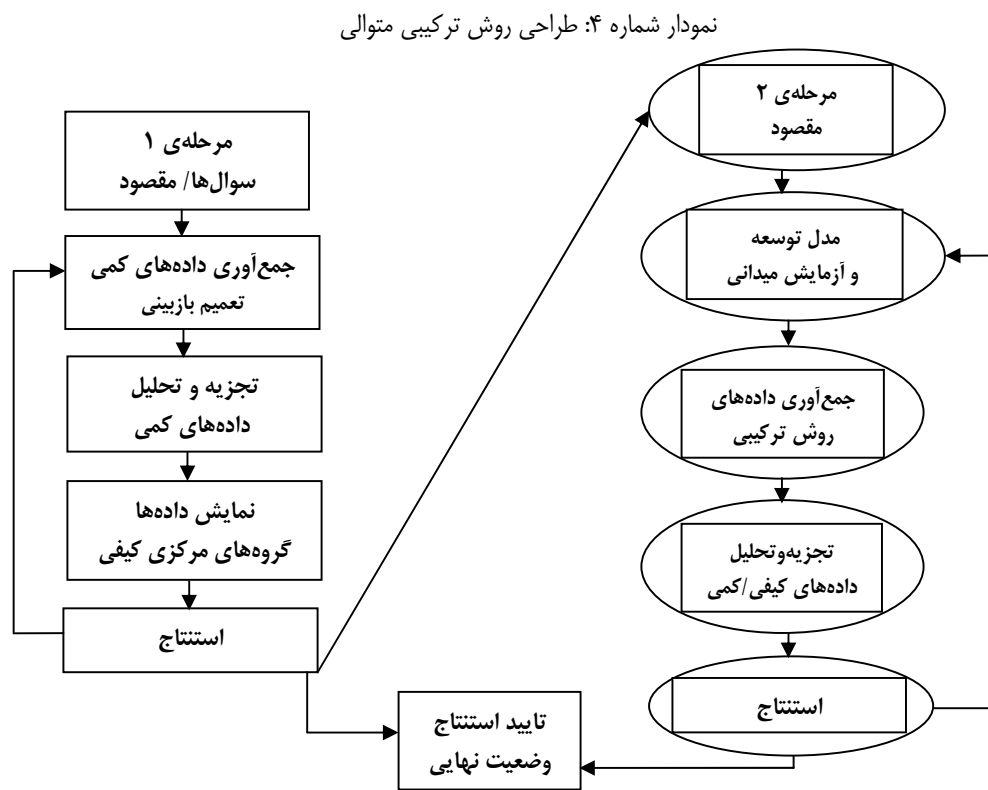 نمودار شماره ۴: طراحی روش ترکیبی متوالی
مرحله‌ی ۲
مقصود
مدل توسعه
و آزمایش میدانی
جمع‌آوری داده‌های
روش ترکیبی
تجزیه‌وتحلیل
داده‌های کیفی/کمی
استنتاج
مرحله‌ی ۱
سوال‌ها/ مقصود
جمع‌آوری داده‌های کمی
تعمیم بازبینی
تجزیه و تحلیل
داده‌های کمی
نمایش داده‌ها
گروه‌های مرکزی کیفی
استنتاج
تایید استنتاج
وضعیت نهایی